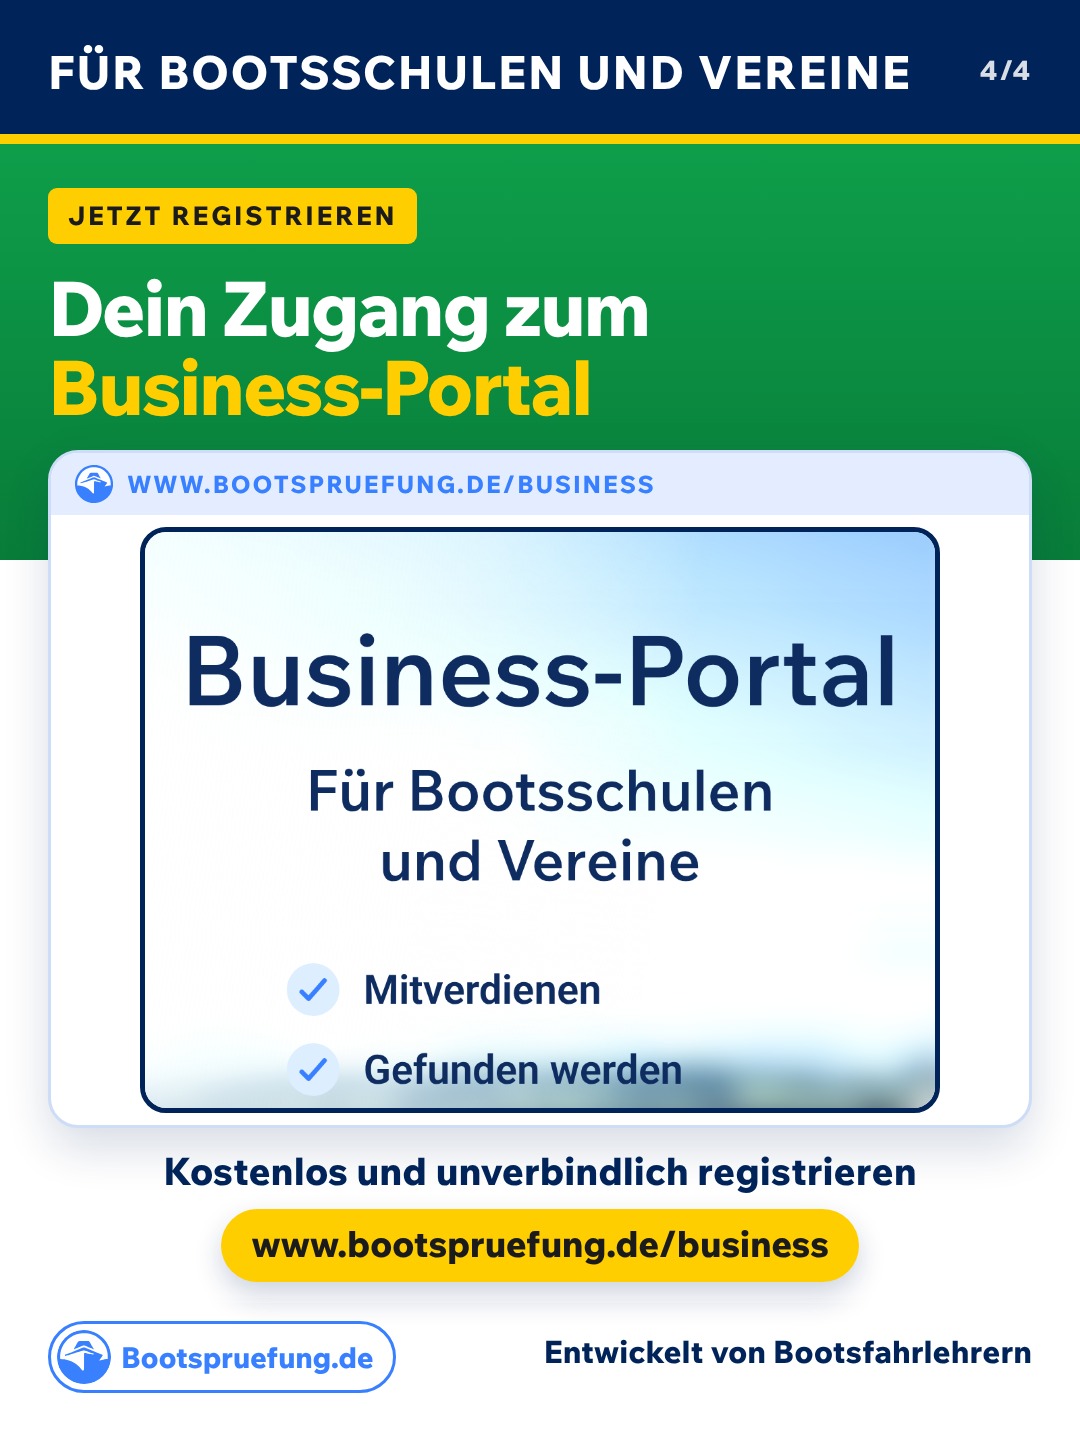 FÜR BOOTSSCHULEN UND VEREINE
4/4
JETZT REGISTRIEREN
Dein Zugang zum
Business-Portal
WWW.BOOTSPRUEFUNG.DE/BUSINESS
Business-Portal
Für Bootsschulen
und Vereine
Mitverdienen
Gefunden werden
Kostenlos und unverbindlich registrieren
www.bootspruefung.de/business
Bootspruefung.de
Entwickelt von Bootsfahrlehrern